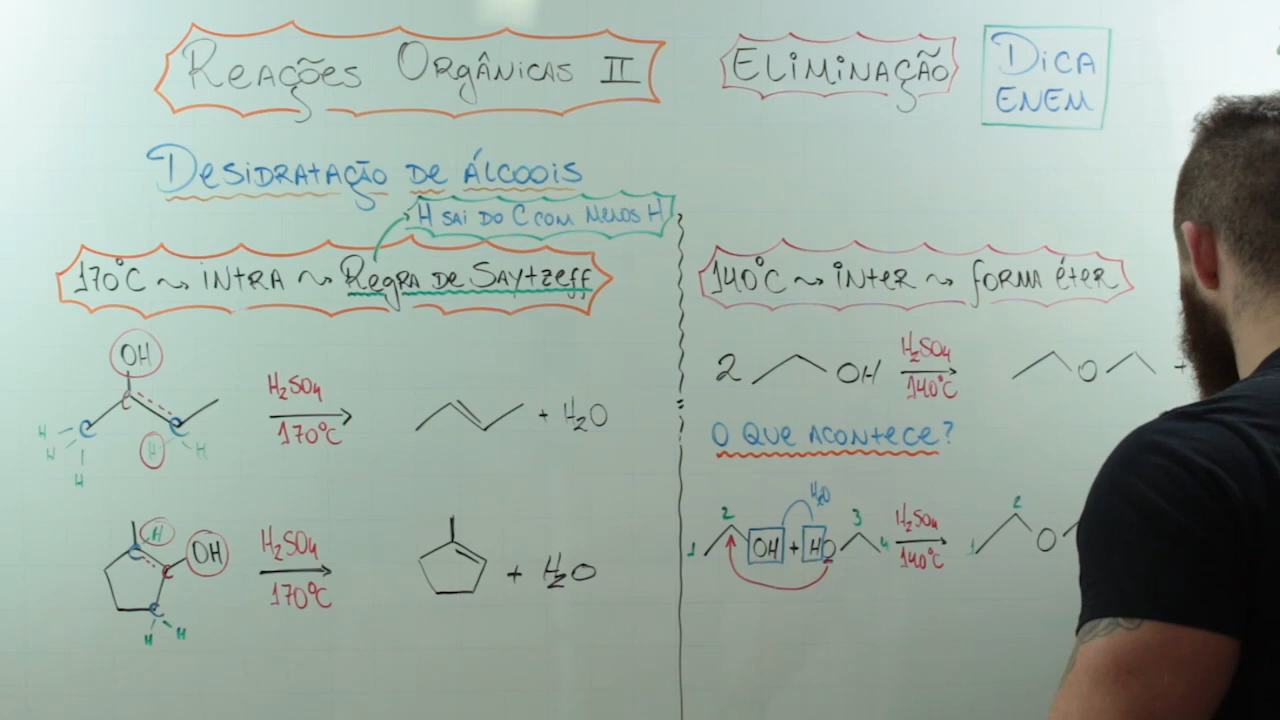 Reações Orgânicas II
Eliminação
Dica
ENEM
Desidratação de Álcoois
H sai do C com menos H
170°C ⤳ intra ⤳ Regra de Saytzeff
OH
C
C C
H H H H H
H₂SO₄
170°C
+ H₂O
H
OH
C C
C
H H
H₂SO₄
170°C
+ H₂O
140°C ⤳ inter ⤳ forma éter
2 OH
H₂SO₄
140°C
O +
O que acontece?
H₂O
1 2 OH + HO 3 4
H₂SO₄
140°C
1 2 O